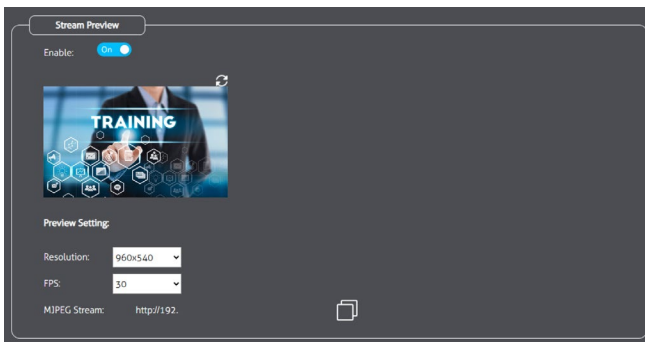 Stream Preview
Enable: On
TRAINING
Preview Setting:
Resolution: 960x540
FPS: 30
MJPEG Stream: http://192.